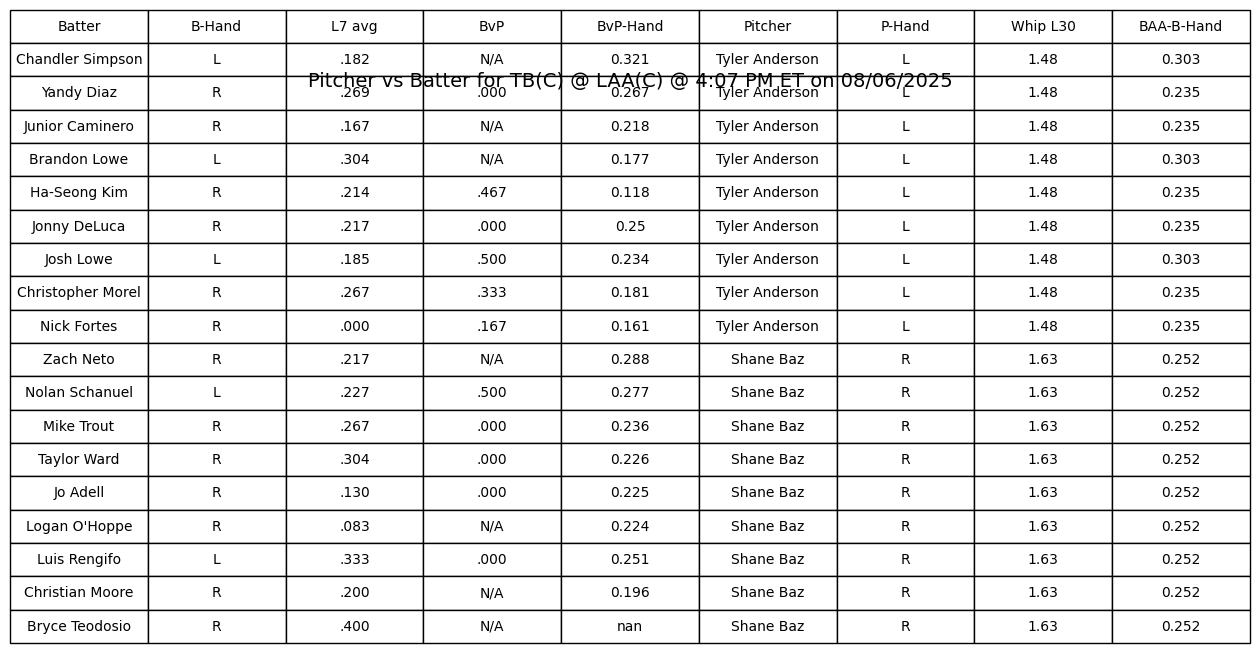 Batter B-Hand L7 avg BvP BvP-Hand Pitcher P-Hand Whip L30 BAA-B-Hand
Chandler Simpson L .182 N/A 0.321 Tyler Anderson L 1.48 0.303
Pitcher vs Batter for TB(C) @ LAA(C) @ 4:07 PM ET on 08/06/2025
Yandy Diaz R .269 .000 0.267 Tyler Anderson L 1.48 0.235
Junior Caminero R .167 N/A 0.218 Tyler Anderson L 1.48 0.235
Brandon Lowe L .304 N/A 0.177 Tyler Anderson L 1.48 0.303
Ha-Seong Kim R .214 .467 0.118 Tyler Anderson L 1.48 0.235
Jonny DeLuca R .217 .000 0.25 Tyler Anderson L 1.48 0.235
Josh Lowe L .185 .500 0.234 Tyler Anderson L 1.48 0.303
Christopher Morel R .267 .333 0.181 Tyler Anderson L 1.48 0.235
Nick Fortes R .000 .167 0.161 Tyler Anderson L 1.48 0.235
Zach Neto R .217 N/A 0.288 Shane Baz R 1.63 0.252
Nolan Schanuel L .227 .500 0.277 Shane Baz R 1.63 0.252
Mike Trout R .267 .000 0.236 Shane Baz R 1.63 0.252
Taylor Ward R .304 .000 0.226 Shane Baz R 1.63 0.252
Jo Adell R .130 .000 0.225 Shane Baz R 1.63 0.252
Logan O'Hoppe R .083 N/A 0.224 Shane Baz R 1.63 0.252
Luis Rengifo L .333 .000 0.251 Shane Baz R 1.63 0.252
Christian Moore R .200 N/A 0.196 Shane Baz R 1.63 0.252
Bryce Teodosio R .400 N/A nan Shane Baz R 1.63 0.252